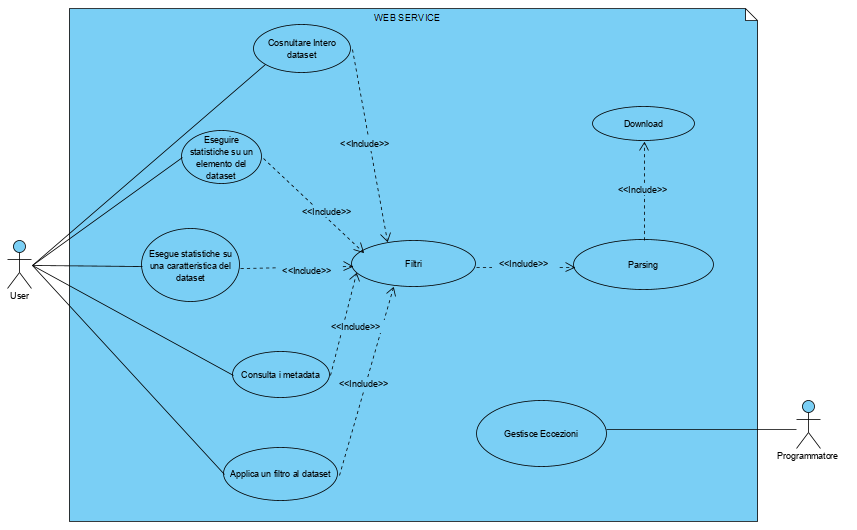 WEB SERVICE
Cosnultare Intero
dataset
Download
<<Include>>
Eseguire
statistiche su un
elemento del
dataset
<<Include>>
<<Include>>
User
Esegue statistiche su
una caratteristica del
dataset
<<Include>>
Filtri
<<Include>>
Parsing
<<Include>>
Consulta i metadata
<<Include>>
Gestisce Eccezioni
Programmatore
Applica un filtro al dataset